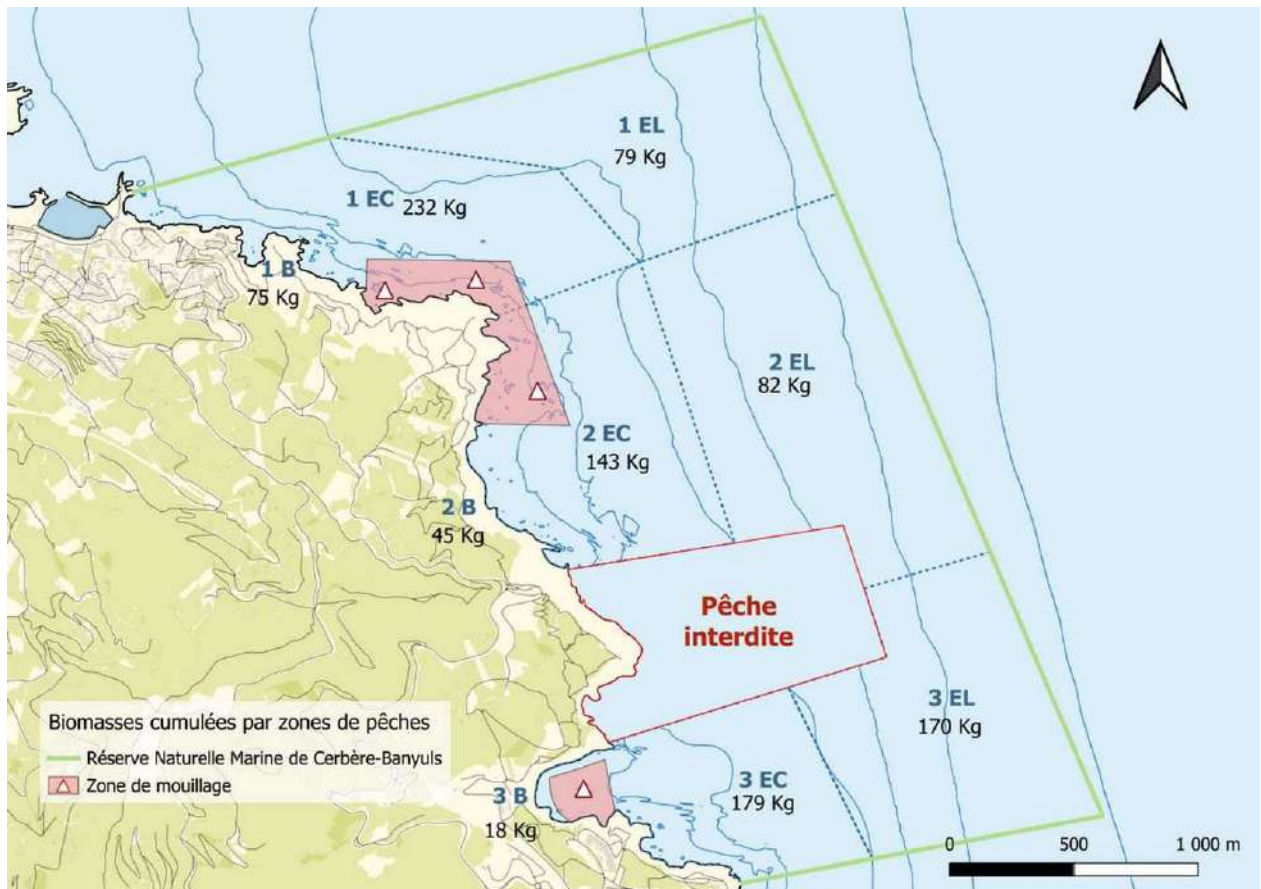 1 EL
79 Kg
1 EC 232 Kg
1 B
75 Kg
2 EL
82 Kg
2 EC
143 Kg
2 B
45 Kg
Pêche
interdite
3 EL
170 Kg
3 EC
179 Kg
3 B
18 Kg
Biomasses cumulées par zones de pêches
Réserve Naturelle Marine de Cerbère-Banyuls
Zone de mouillage
0 500 1 000 m